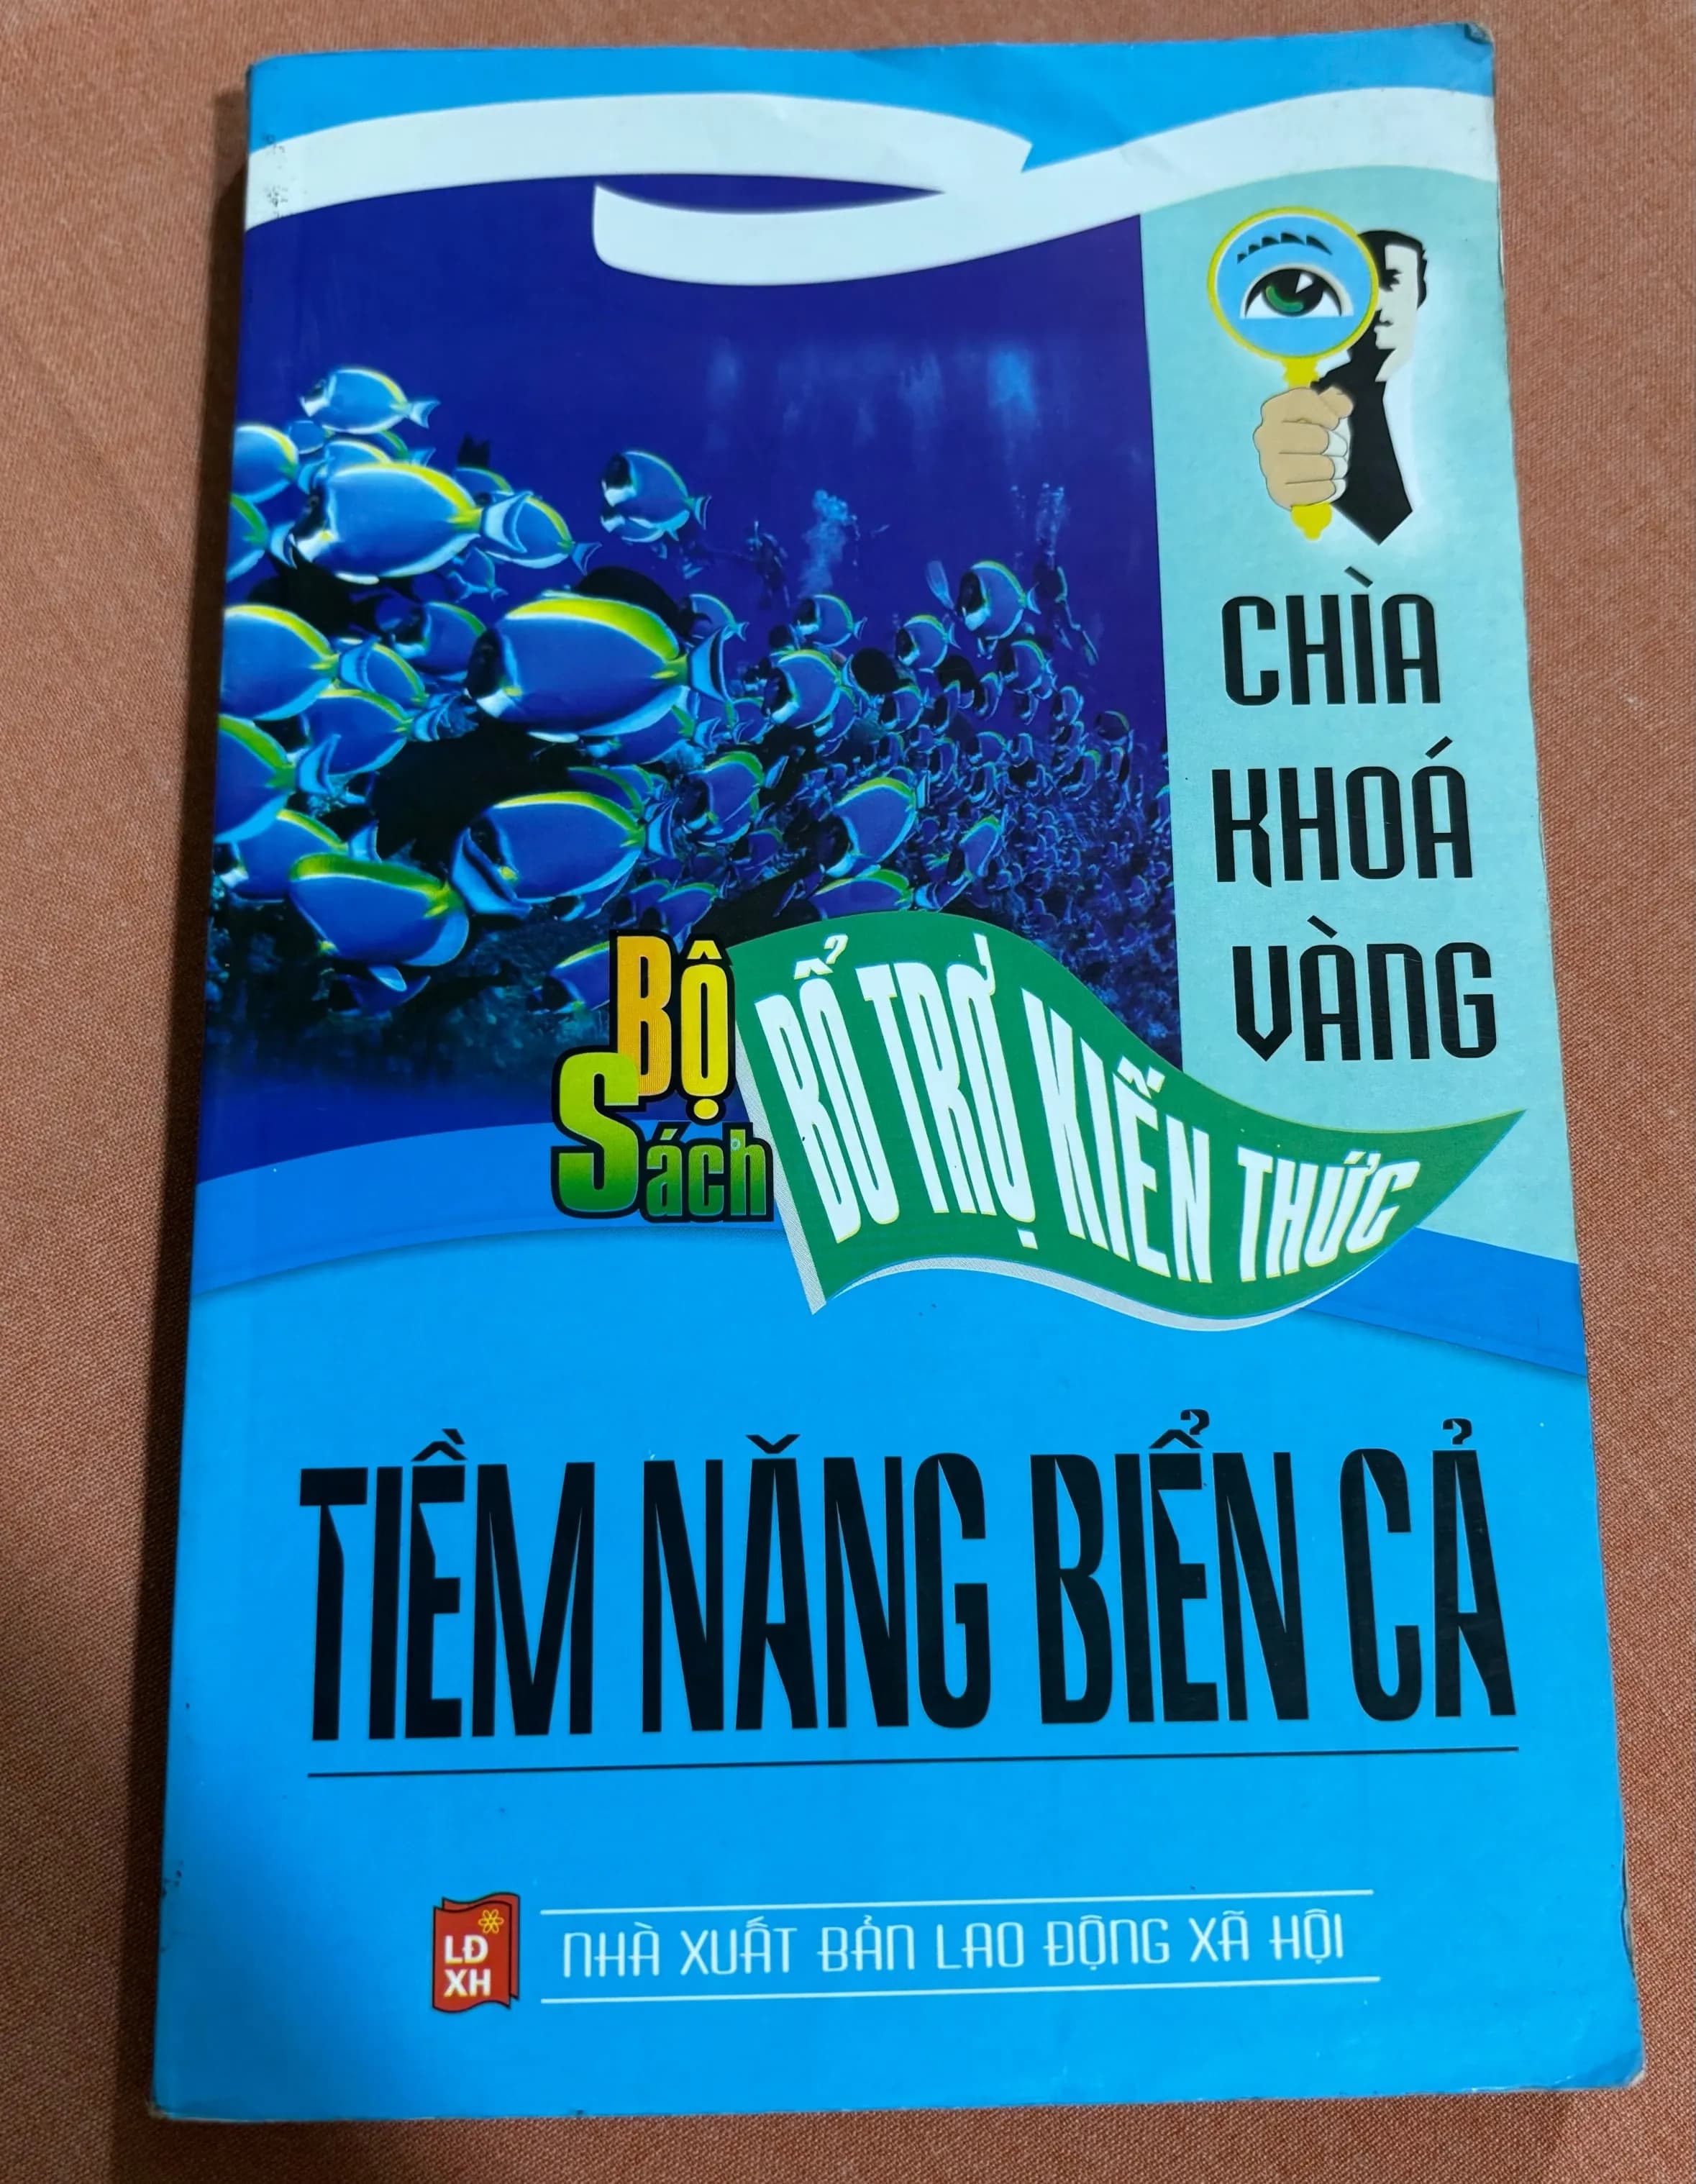 CHÌA
KHOÁ
VÀNG
BỘ
Sách
BỔ TRỢ KIẾN THỨC
TIỀM NĂNG BIỂN CẢ
LĐ
XH
NHÀ XUẤT BẢN LAO ĐỘNG XÃ HỘI